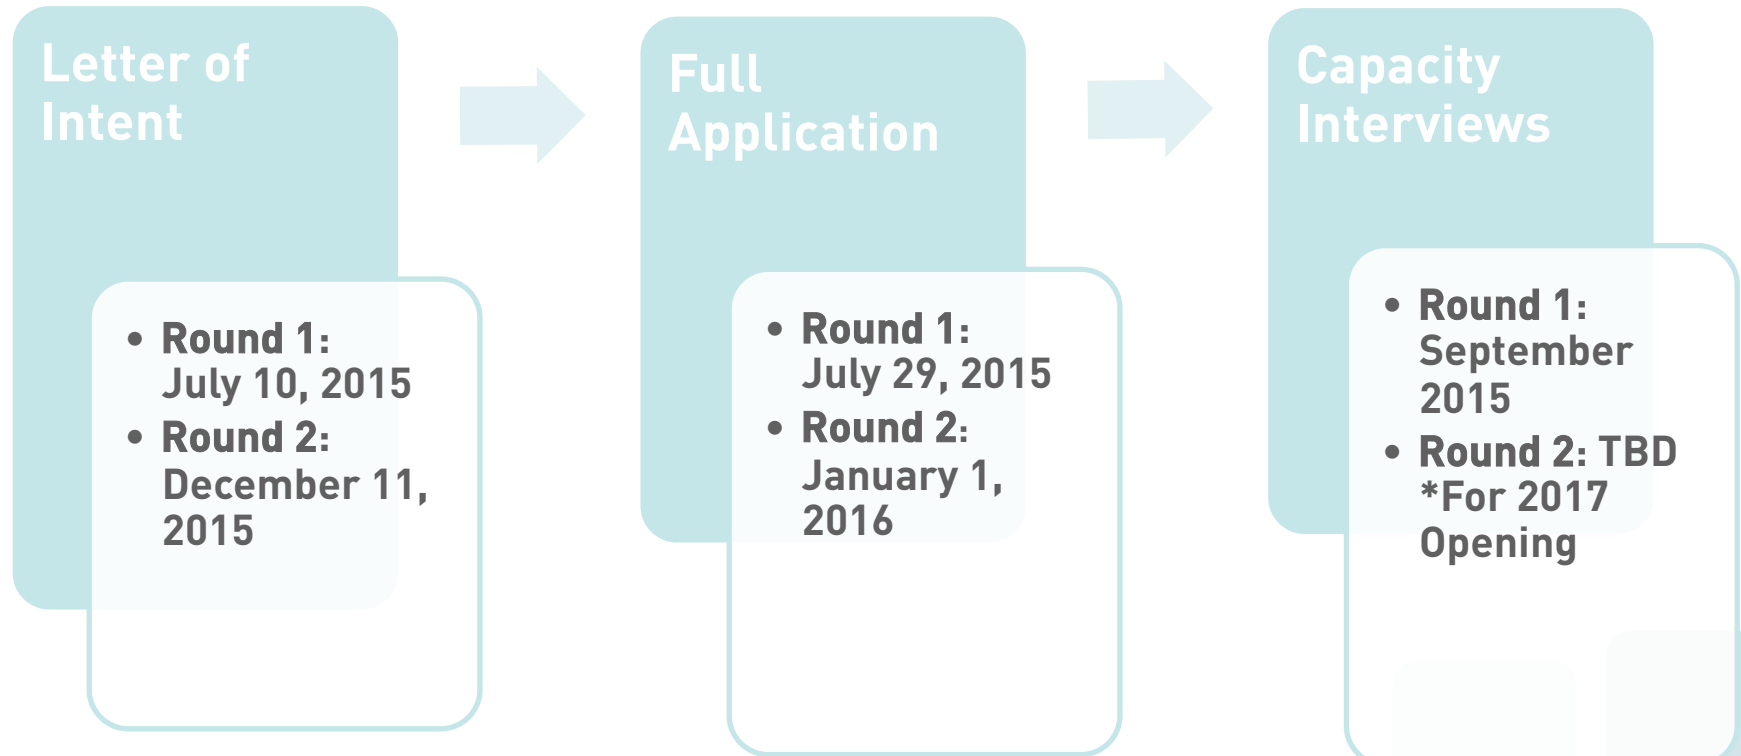 Letter of
Intent
• Round 1:
July 10, 2015
• Round 2:
December 11,
2015
Full
Application
• Round 1:
July 29, 2015
• Round 2:
January 1,
2016
Capacity
Interviews
• Round 1:
September
2015
• Round 2: TBD
*For 2017
Opening